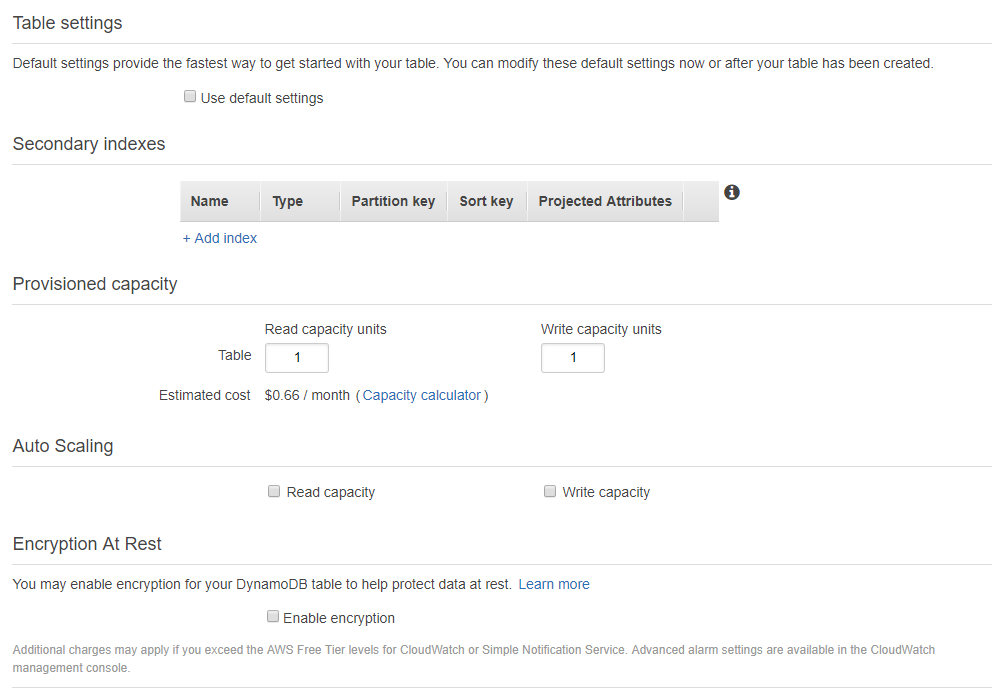 Table settings
Default settings provide the fastest way to get started with your table. You can modify these default settings now or after your table has been created.
Use default settings
Secondary indexes
Name Type Partition key Sort key Projected Attributes
+ Add index
Provisioned capacity
Read capacity units Write capacity units
Table 1 1
Estimated cost $0.66 / month ( Capacity calculator )
Auto Scaling
Read capacity Write capacity
Encryption At Rest
You may enable encryption for your DynamoDB table to help protect data at rest. Learn more
Enable encryption
Additional charges may apply if you exceed the AWS Free Tier levels for CloudWatch or Simple Notification Service. Advanced alarm settings are available in the CloudWatch
management console.